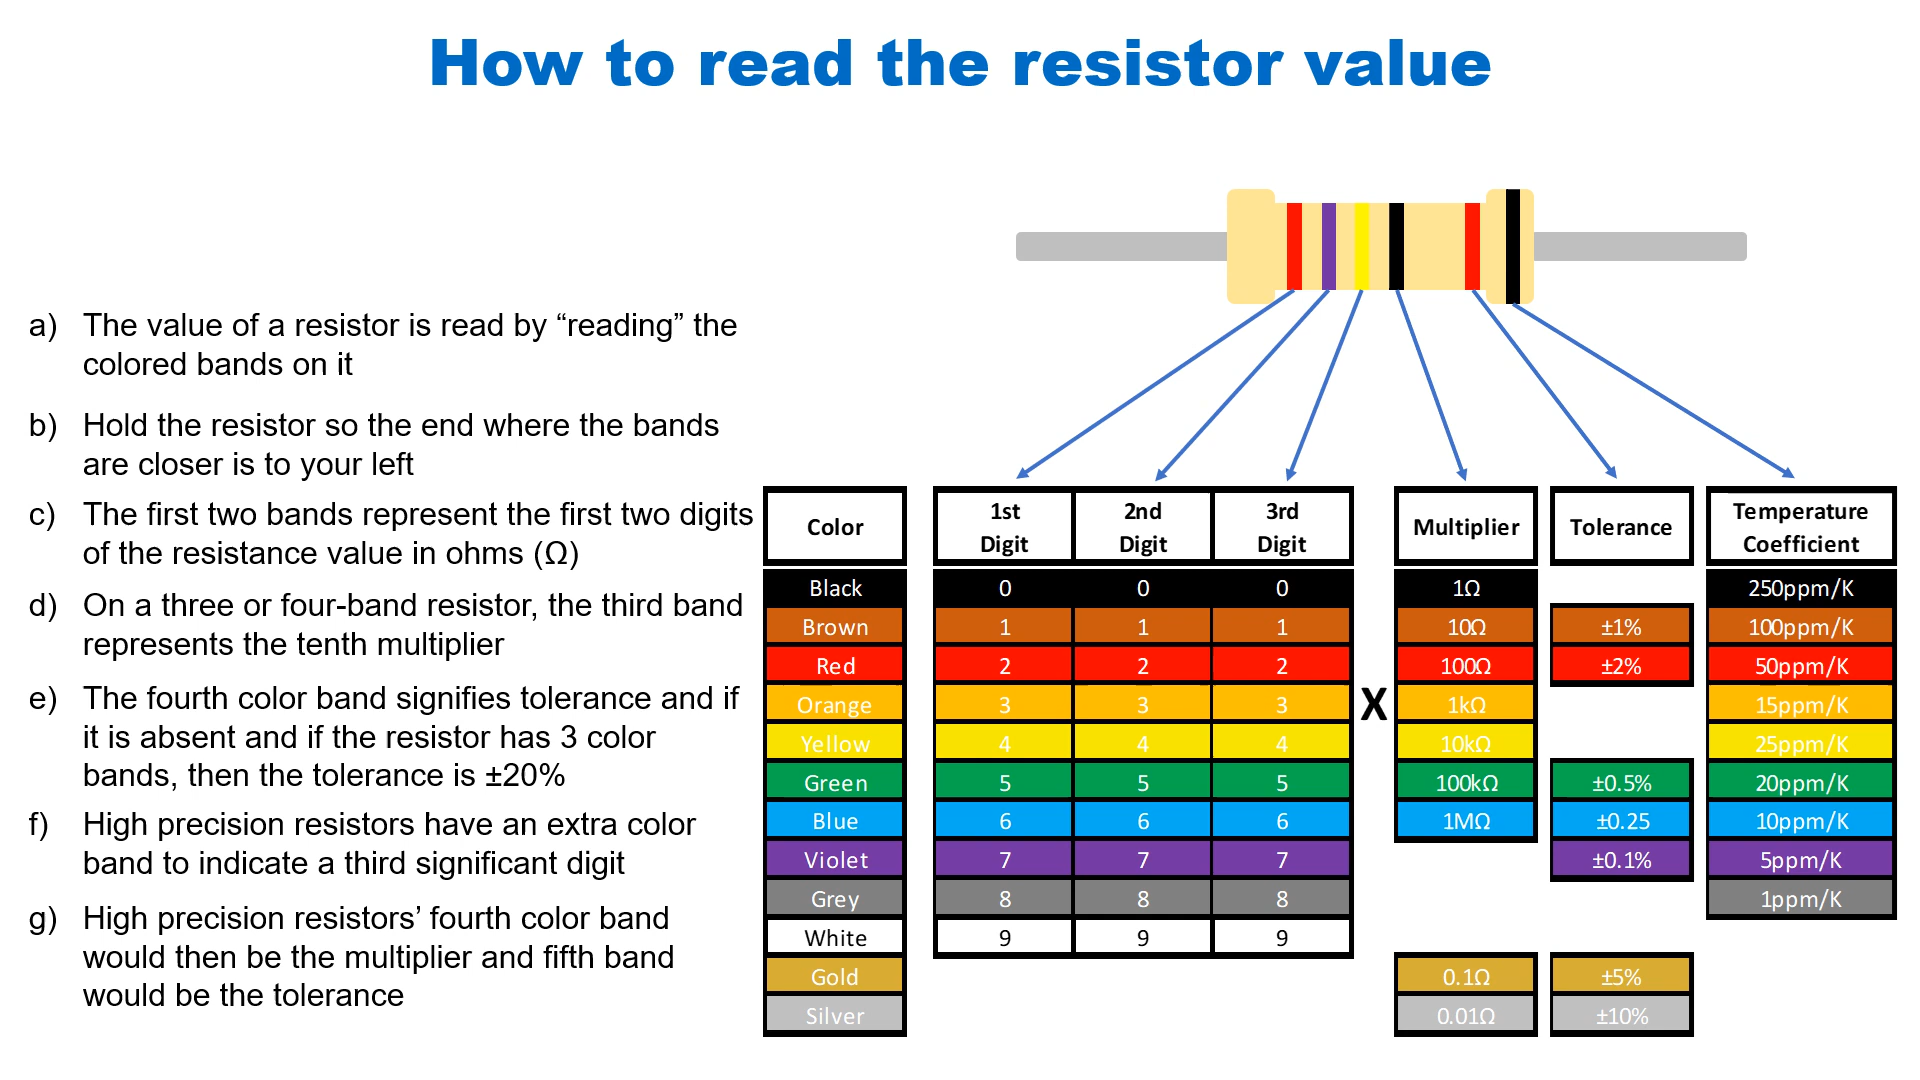 How to read the resistor value
a) The value of a resistor is read by “reading” the
colored bands on it
b) Hold the resistor so the end where the bands
are closer is to your left
c) The first two bands represent the first two digits
of the resistance value in ohms (Ω)
d) On a three or four-band resistor, the third band
represents the tenth multiplier
e) The fourth color band signifies tolerance and if
it is absent and if the resistor has 3 color
bands, then the tolerance is ±20%
f) High precision resistors have an extra color
band to indicate a third significant digit
g) High precision resistors’ fourth color band
would then be the multiplier and fifth band
would be the tolerance
Color 1st Digit 2nd Digit 3rd Digit Multiplier Tolerance Temperature Coefficient
Black 0 0 0 1Ω 250ppm/K
Brown 1 1 1 10Ω ±1% 100ppm/K
Red 2 2 2 100Ω ±2% 50ppm/K
Orange 3 3 3 X 1kΩ 15ppm/K
Yellow 4 4 4 10kΩ 25ppm/K
Green 5 5 5 100kΩ ±0.5% 20ppm/K
Blue 6 6 6 1MΩ ±0.25 10ppm/K
Violet 7 7 7 ±0.1% 5ppm/K
Grey 8 8 8 1ppm/K
White 9 9 9
Gold 0.1Ω ±5%
Silver 0.01Ω ±10%